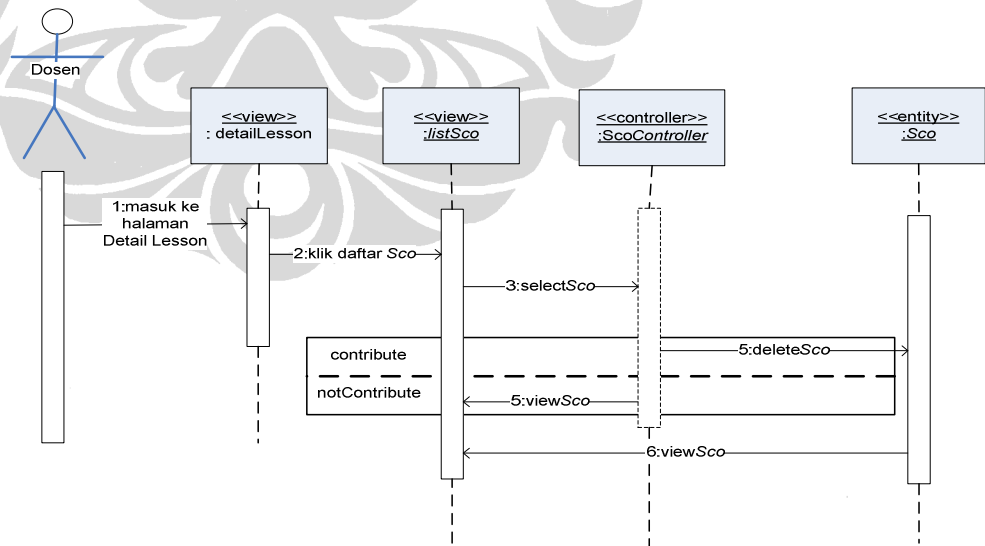 Dosen
<<view>>
: detailLesson
<<view>>
:listSco
<<controller>>
:ScoController
<<entity>>
:Sco
1:masuk ke
halaman
Detail Lesson
2:klik daftar Sco
3:selectSco
contribute
5:deleteSco
notContribute
5:viewSco
6:viewSco